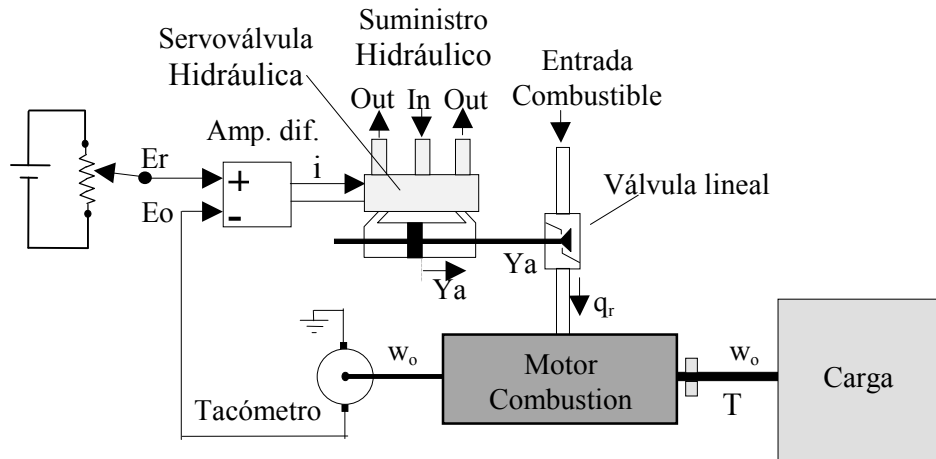 Suministro
Hidráulico
Servoválvula
Hidráulica
Entrada
Combustible
Out
In
Out
Amp. dif.
Er
+
i
Válvula lineal
Eo
-
Ya
Ya
qr
wo
Motor
Combustion
wo
Carga
Tacómetro
T